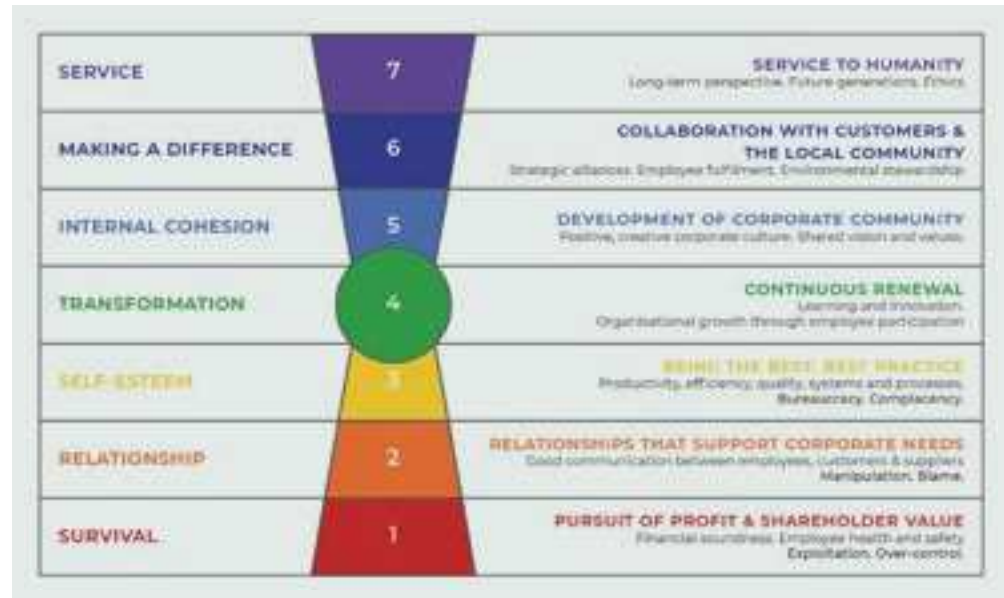 SERVICE
7
SERVICE TO HUMANITY
Long-term perspective. Future generations. Ethics
MAKING A DIFFERENCE
6
COLLABORATION WITH CUSTOMERS &
THE LOCAL COMMUNITY
Strategic alliances. Employee fulfilment. Environmental stewardship
INTERNAL COHESION
5
DEVELOPMENT OF CORPORATE COMMUNITY
Positive, creative corporate culture. Shared vision and values.
TRANSFORMATION
4
CONTINUOUS RENEWAL
Learning and innovation.
Organisational growth through employee participation
SELF-ESTEEM
3
BEING THE BEST. BEST PRACTICE
Productivity, efficiency, quality, systems and processes.
Bureaucracy. Complacency.
RELATIONSHIP
2
RELATIONSHIPS THAT SUPPORT CORPORATE NEEDS
Good communication between employees, customers & suppliers
Manipulation. Blame.
SURVIVAL
1
PURSUIT OF PROFIT & SHAREHOLDER VALUE
Financial soundness. Employee health and safety
Exploitation. Over-control.